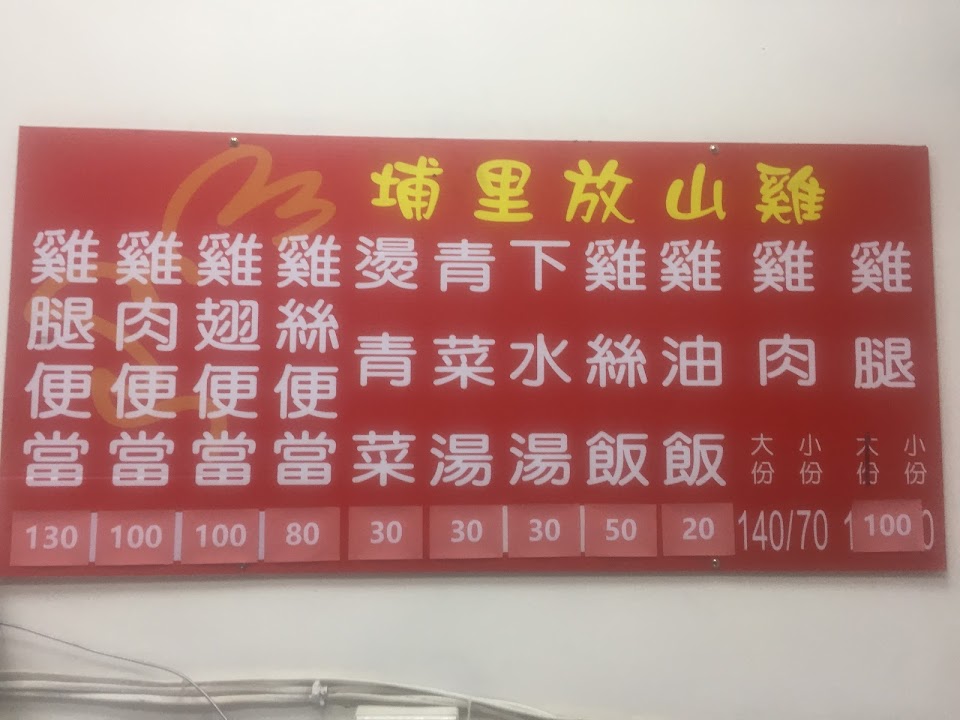 埔里放山雞
雞腿 大份 小份 100
雞肉 大份 小份 140/70
雞油飯 20
雞絲飯 50
下水湯 30
青菜湯 30
燙青菜 30
雞絲便當 80
雞翅便當 100
雞肉便當 100
雞腿便當 130